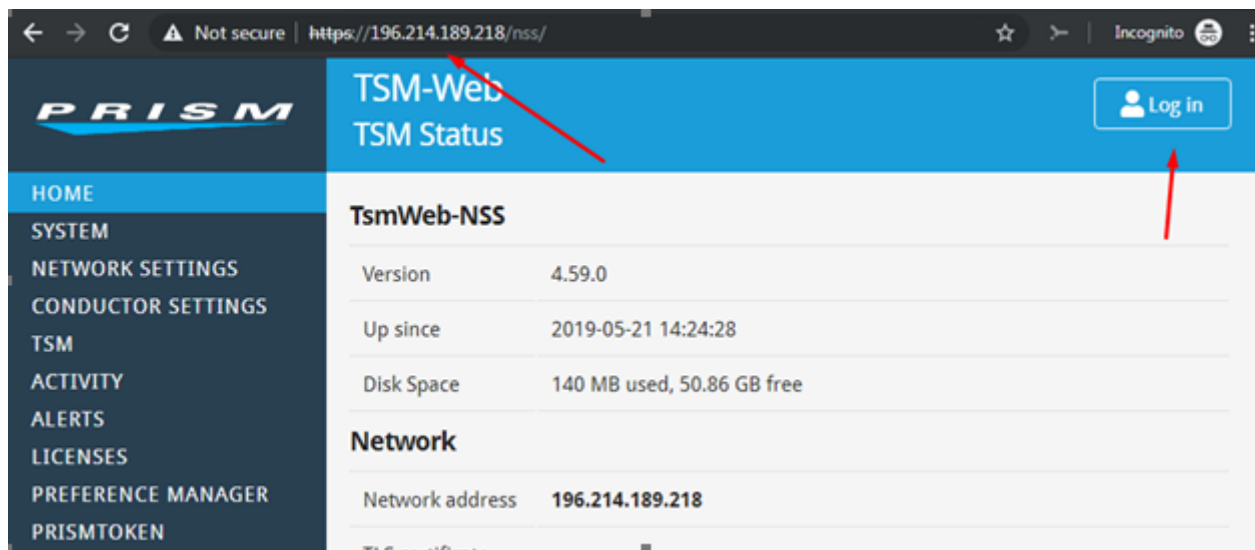 Not secure | https://196.214.189.218/nss/
Incognito
PRISM
TSM-Web
TSM Status
Log in
HOME
SYSTEM
NETWORK SETTINGS
CONDUCTOR SETTINGS
TSM
ACTIVITY
ALERTS
LICENSES
PREFERENCE MANAGER
PRISMTOKEN
TsmWeb-NSS
Version 4.59.0
Up since 2019-05-21 14:24:28
Disk Space 140 MB used, 50.86 GB free
Network
Network address 196.214.189.218